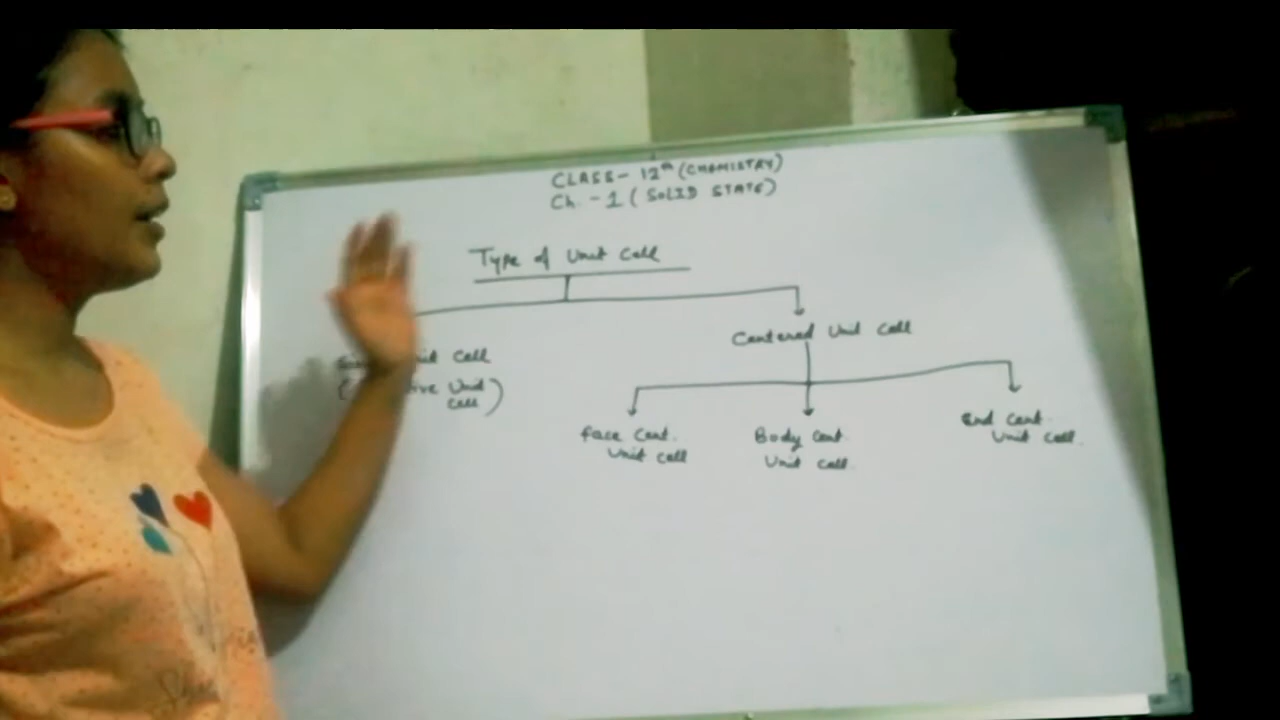 CLASS- 12th (CHEMISTRY)
Ch. - 1 ( SOLID STATE)
Type of Unit Cell
Centered Unit Cell
Cell
Unit
Cell)
Face Cent.
Unit Cell
Body Cent.
Unit Cell.
End Cent.
Unit Cell.